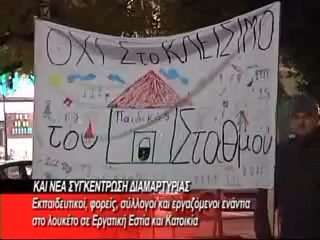 ΟΧΙ ΣΤΟ ΚΛΕΙΣΙΜΟ
του Παιδικός Σταθμού
ΚΑΙ ΝΕΑ ΣΥΓΚΕΝΤΡΩΣΗ ΔΙΑΜΑΡΤΥΡΙΑΣ
Εκπαιδευτικοί, φορείς, σύλλογοι και εργαζόμενοι ενάντια
στο λουκέτο σε Εργατική Εστία και Κατοικία